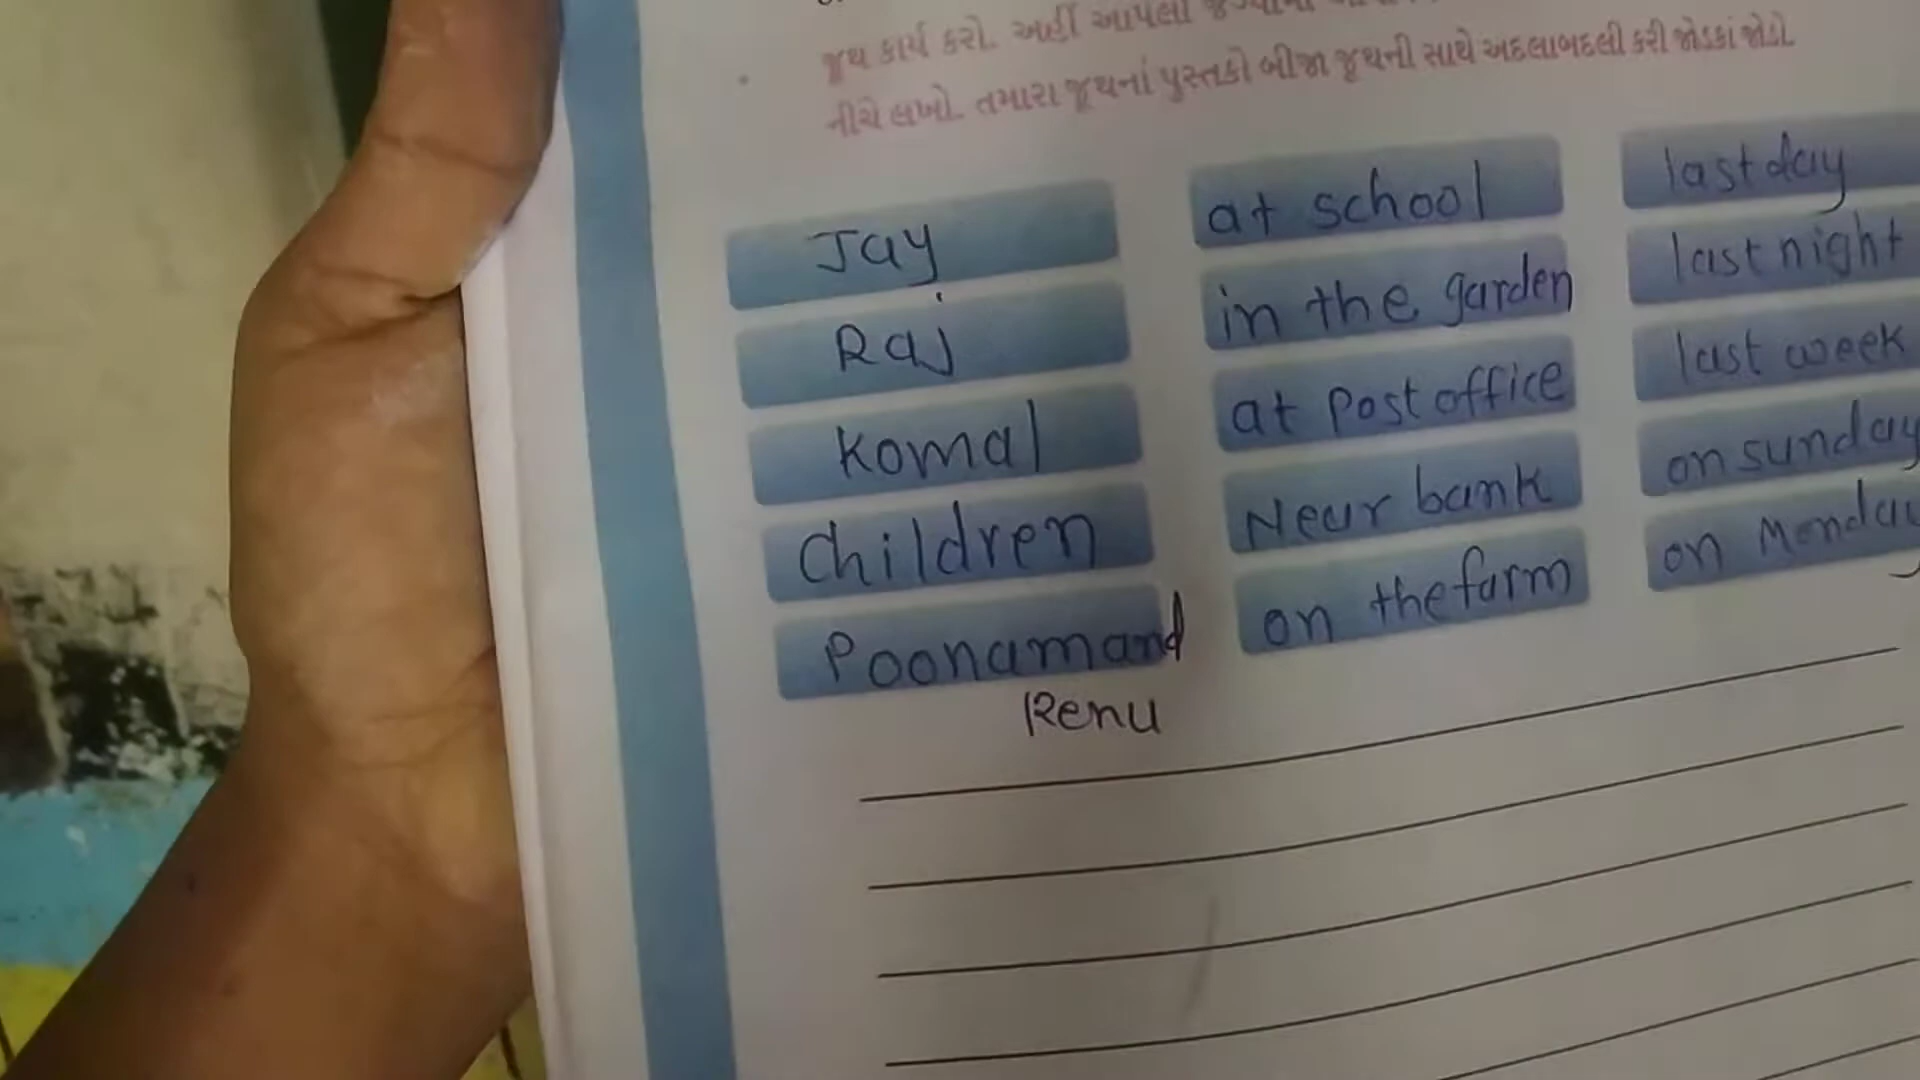 જૂથ કાર્ય કરો. અહીં આપેલી
નીચે લખો. તમારા જૂથનાં પુસ્તકો બીજા જૂથની સાથે અદલાબદલી કરી જોડકાં જોડો.
Jay at school last day
Raj in the garden last night
Komal at Post office last week
Children Near bank on sunday
Poonam and on the farm on Monday
Renu